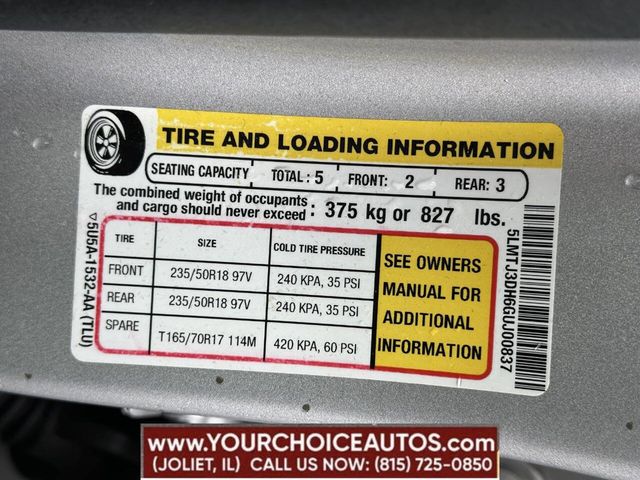 TIRE AND LOADING INFORMATION
SEATING CAPACITY TOTAL : 5 FRONT: 2 REAR: 3
The combined weight of occupants
and cargo should never exceed : 375 kg or 827 lbs.
TIRE SIZE COLD TIRE PRESSURE
FRONT 235/50R18 97V 240 KPA, 35 PSI
REAR 235/50R18 97V 240 KPA, 35 PSI
SPARE T165/70R17 114M 420 KPA, 60 PSI
SEE OWNERS
MANUAL FOR
ADDITIONAL
INFORMATION
▽5U5A-1532-AA (TLU)
5LMTJ3DH6GUJ00837
WWW.YOURCHOICEAUTOS.COM
(JOLIET, IL) CALL US NOW: (815) 725-0850